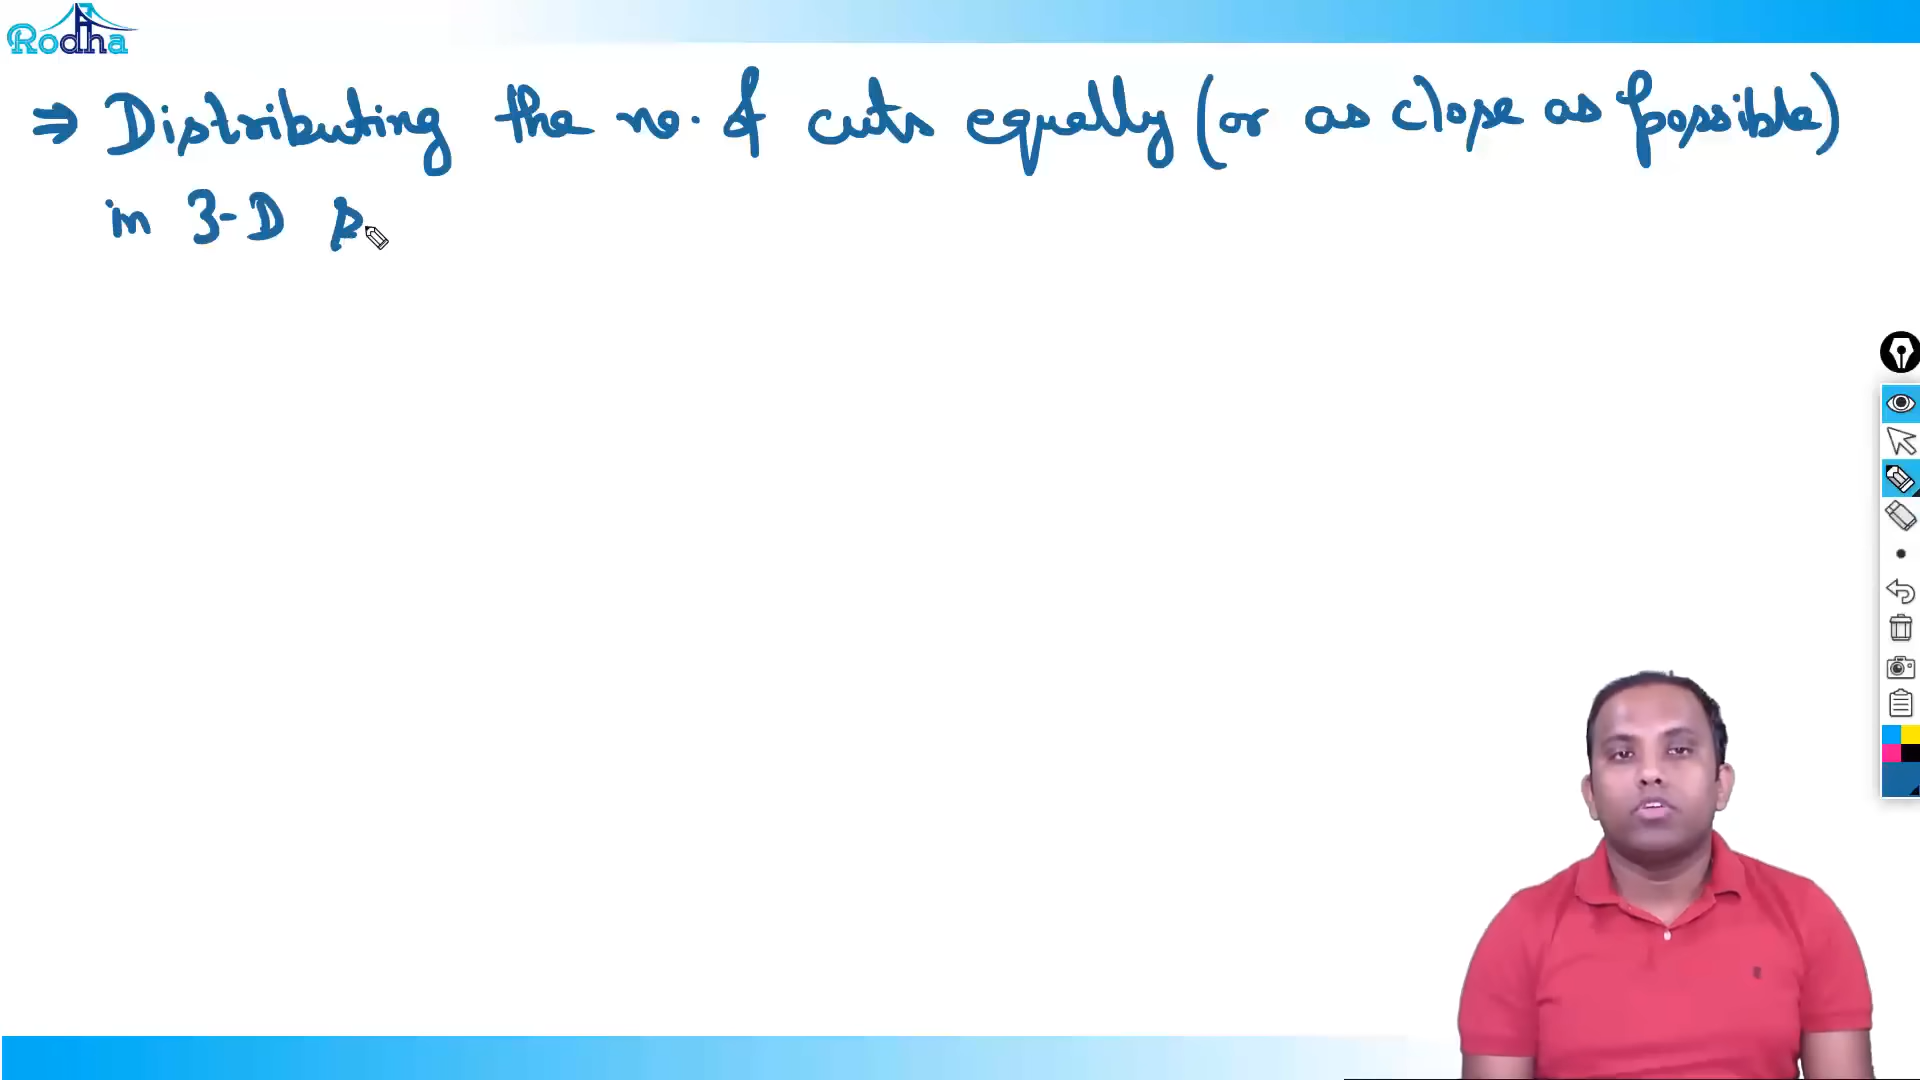 Rodha
⇒ Distributing the no. of cuts equally (or as close as possible)
in 3-D